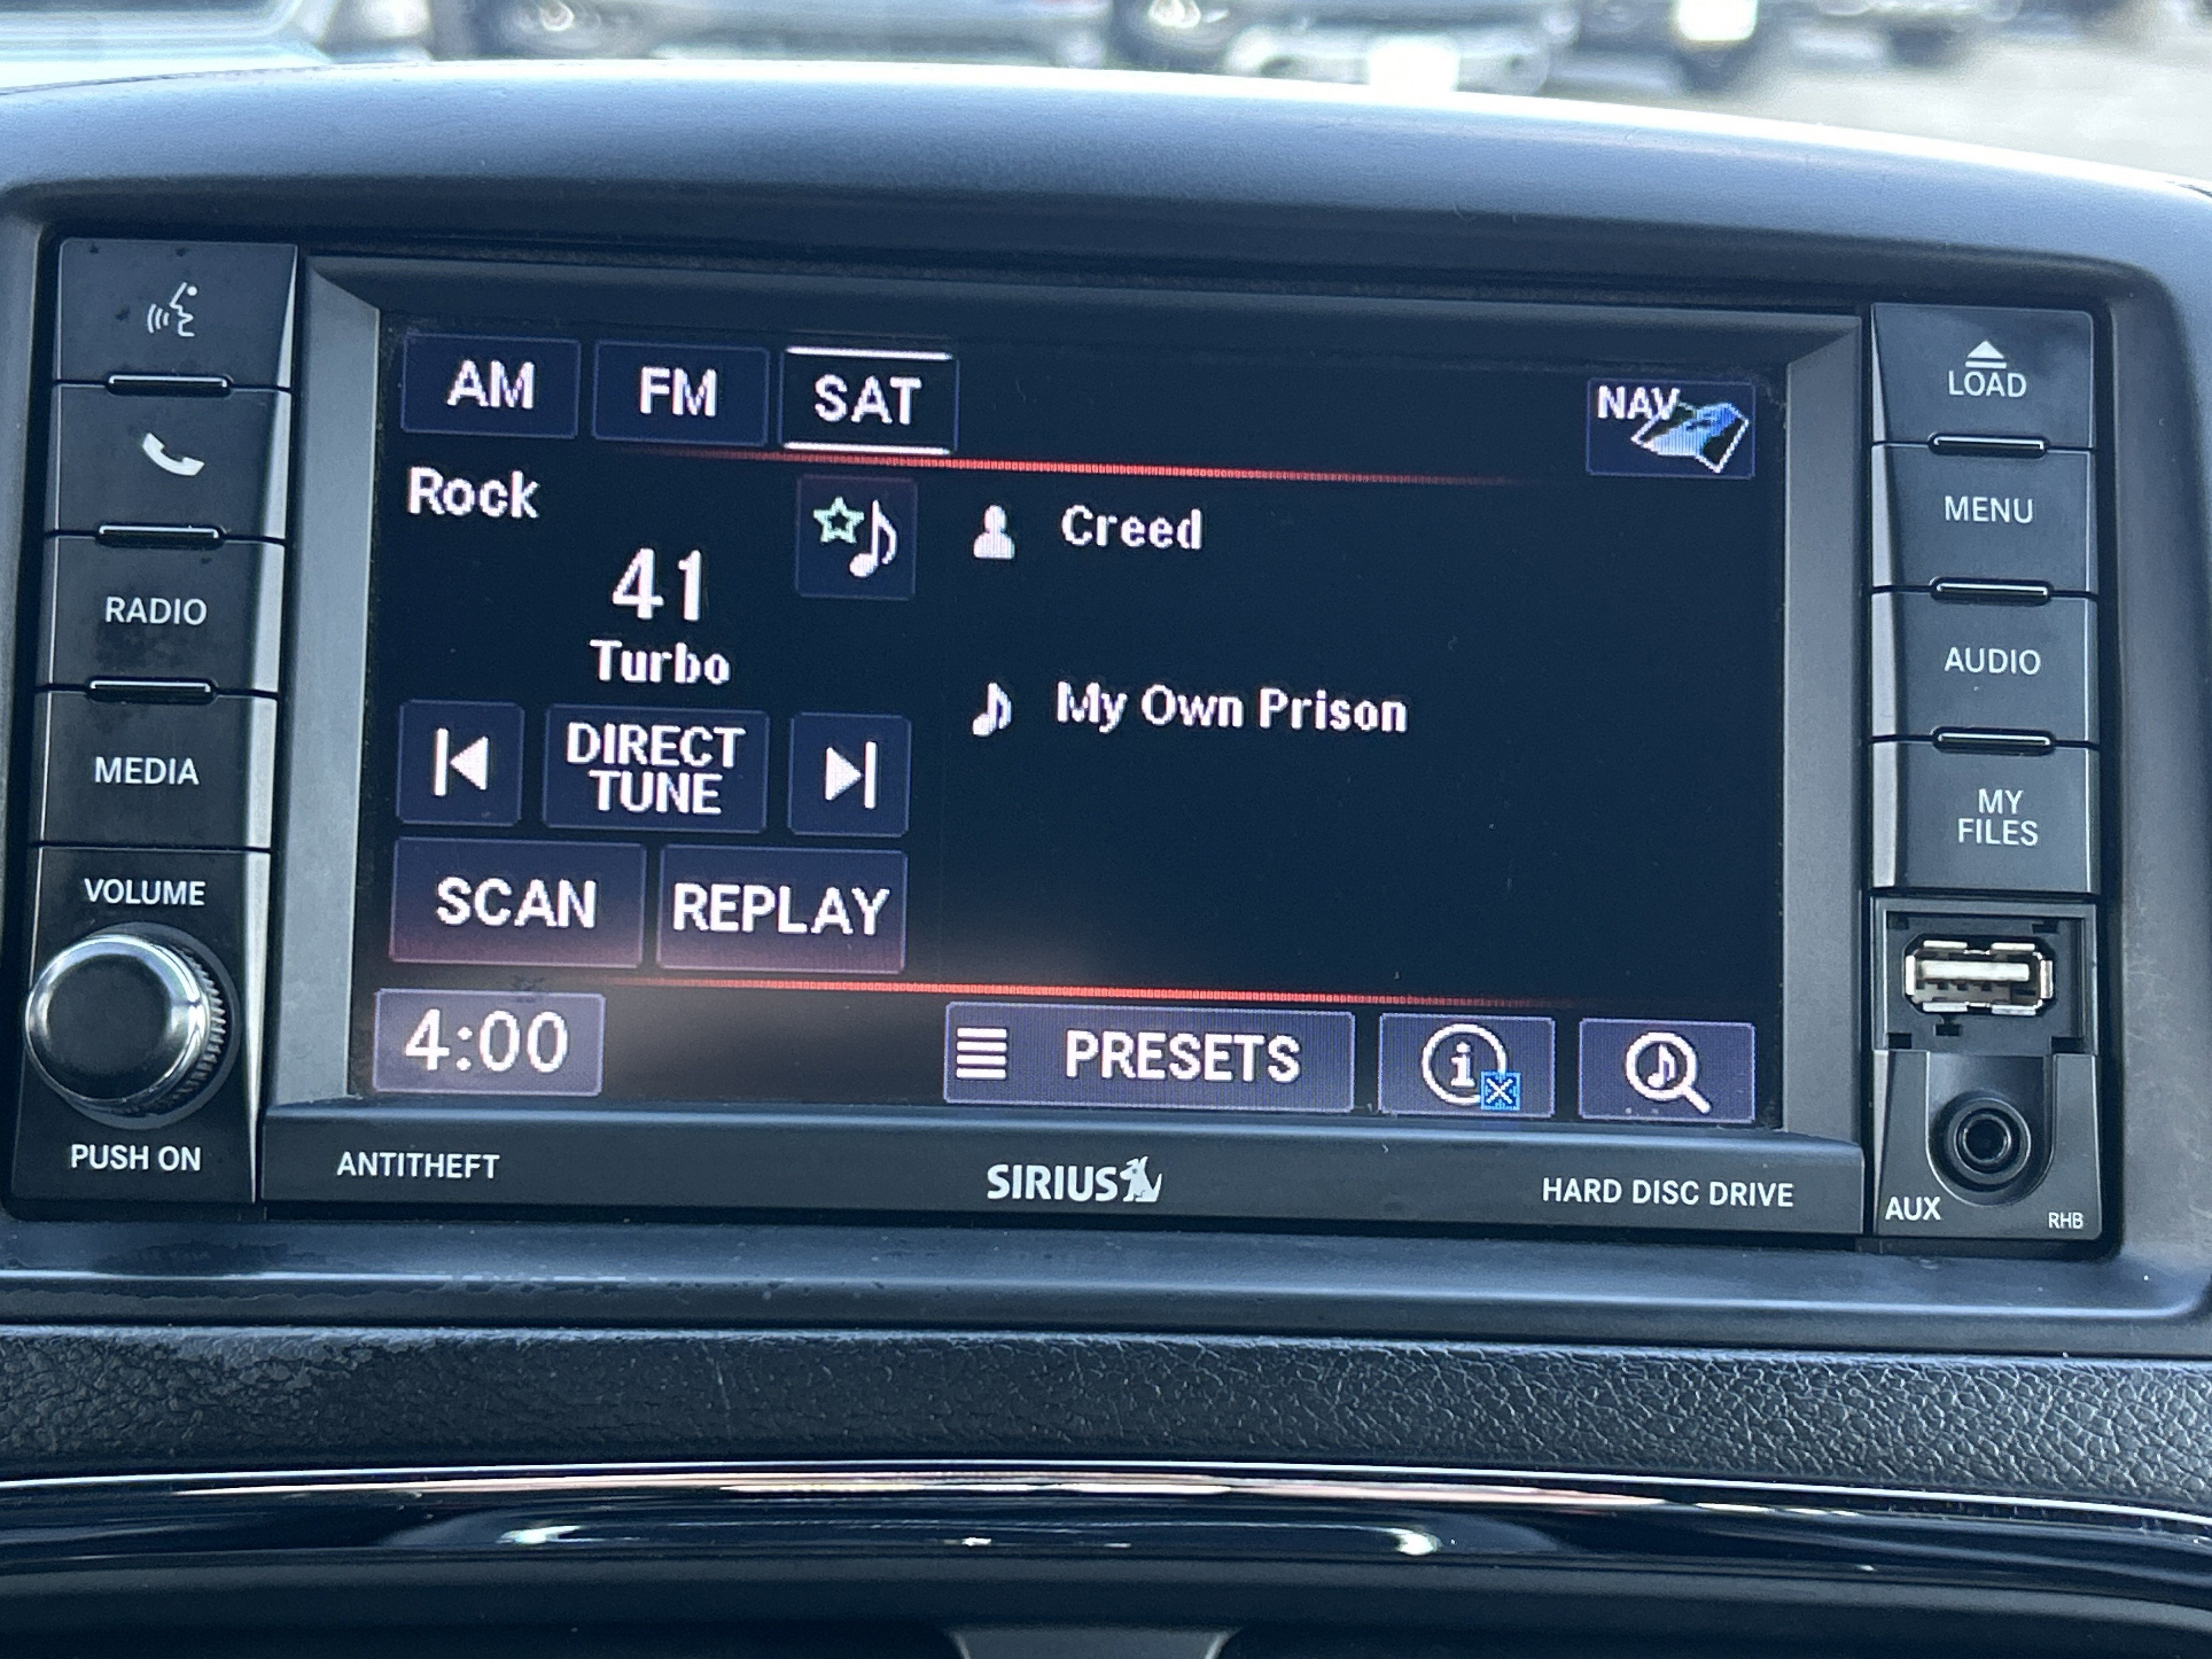 AM FM SAT NAV
Rock
41
Turbo
Creed
My Own Prison
DIRECT
TUNE
SCAN REPLAY
4:00 PRESETS i
RADIO
MEDIA
VOLUME
PUSH ON
LOAD
MENU
AUDIO
MY
FILES
ANTITHEFT SIRIUS HARD DISC DRIVE
AUX RHB